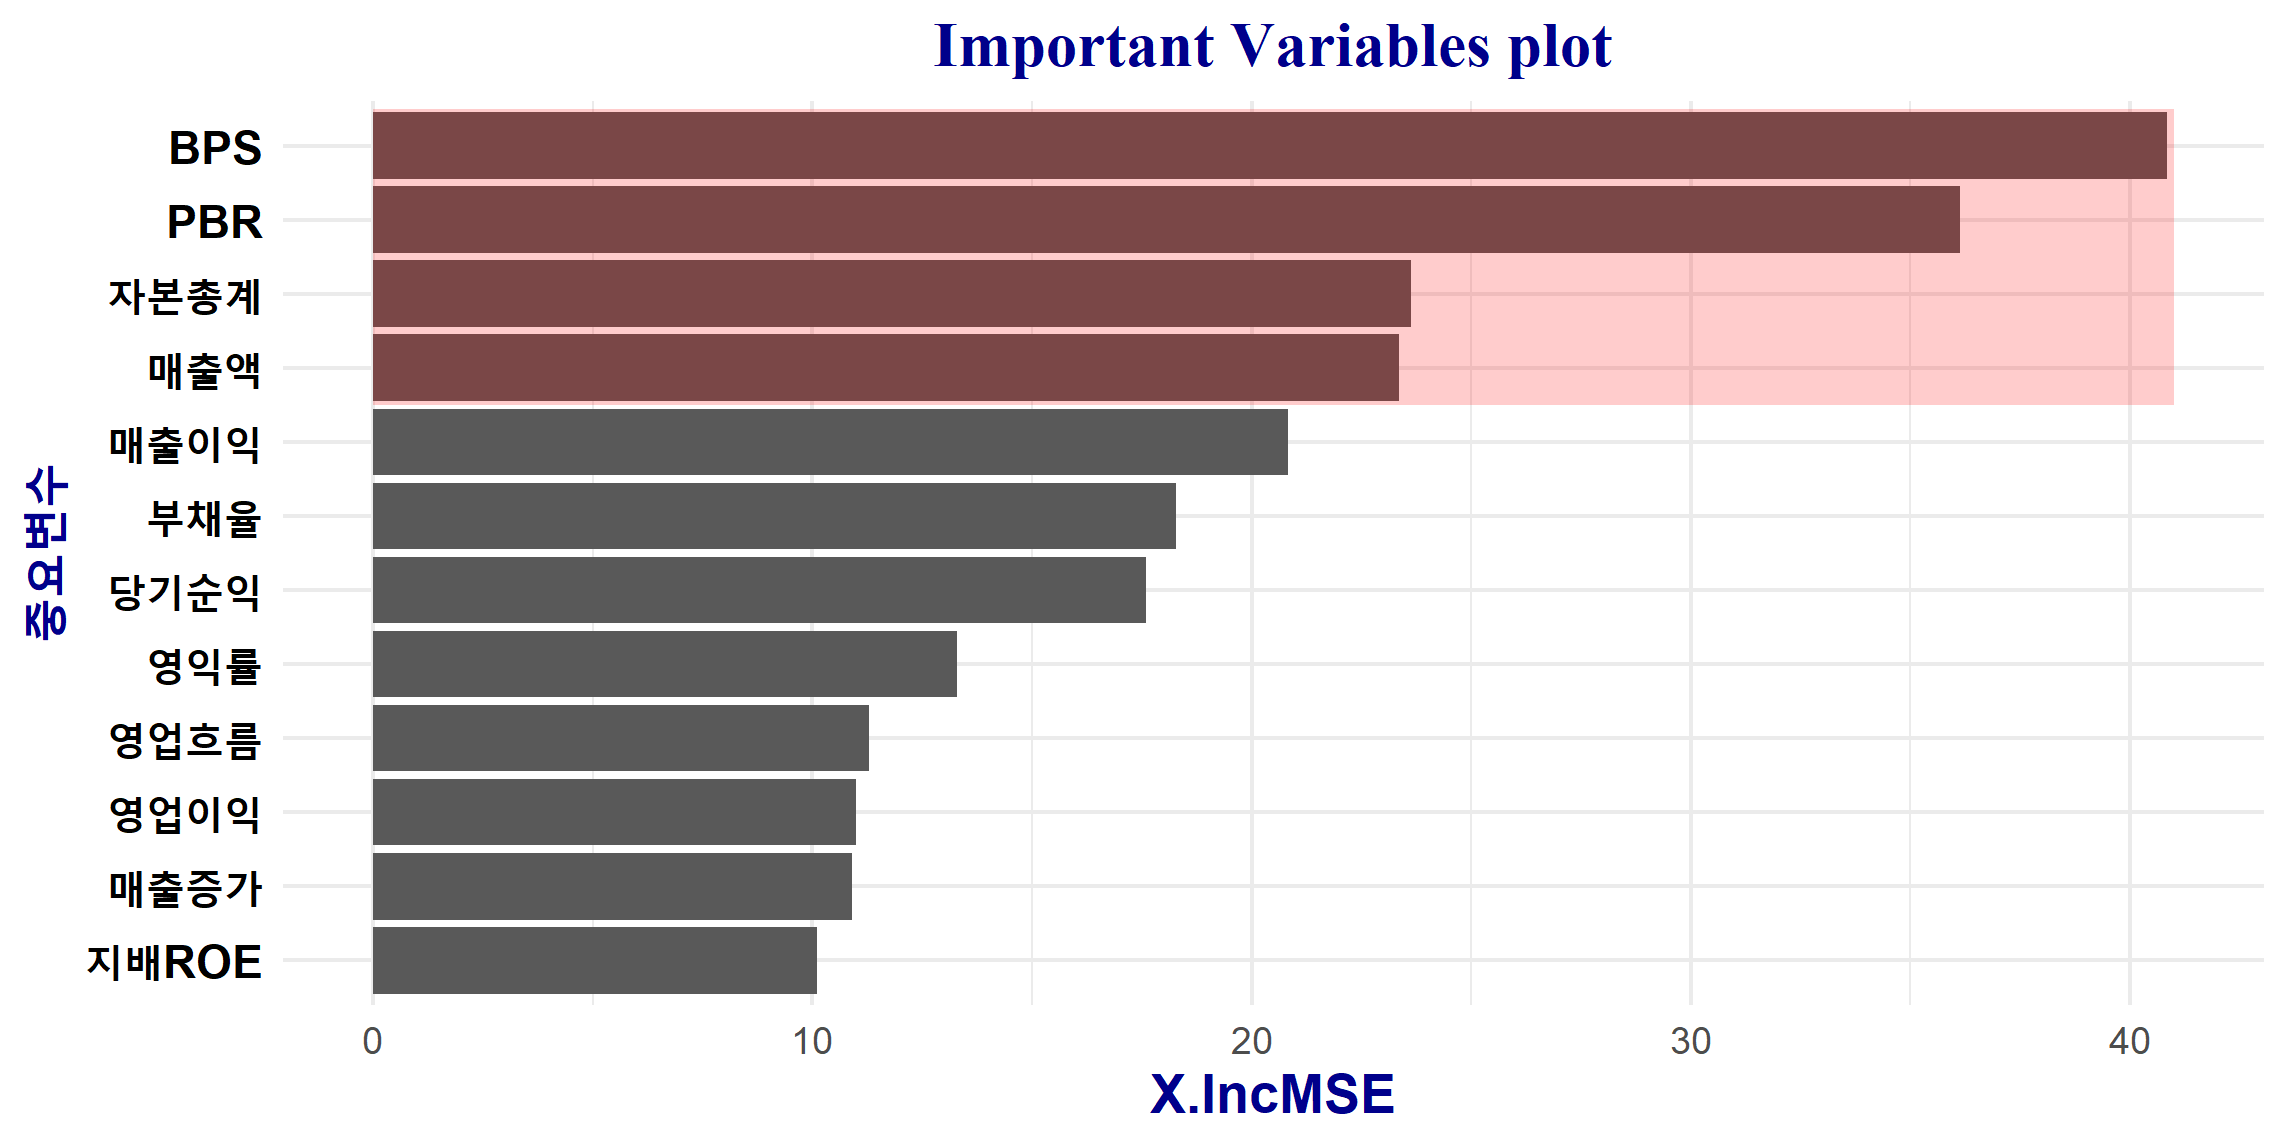 Important Variables plot
BPS
PBR
자본총계
매출액
매출이익
부채율
당기순익
영익률
영업흐름
영업이익
매출증가
지배ROE
중요변수
0 10 20 30 40
X.IncMSE